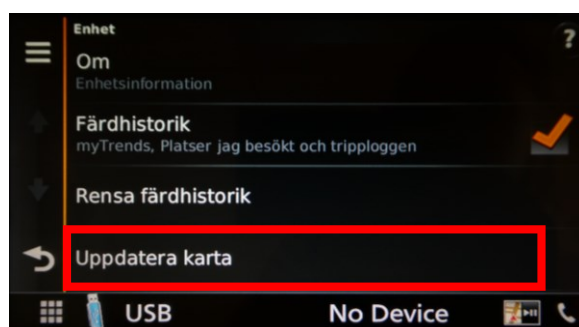 Enhet
?
Om
Enhetsinformation
Färdhistorik
myTrends, Platser jag besökt och tripploggen
Rensa färdhistorik
Uppdatera karta
USB
No Device